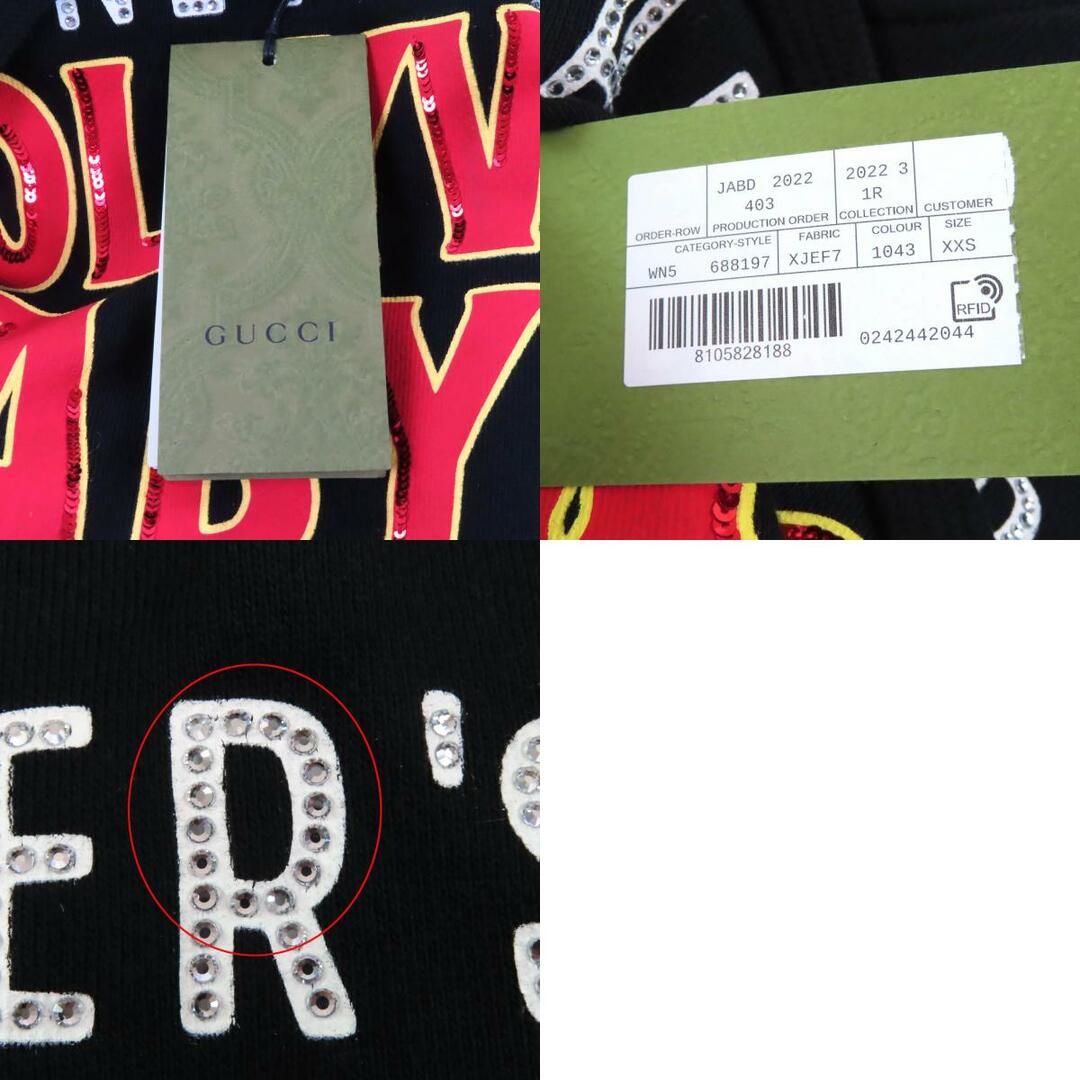 GUCCI
JABD 2022
403
2022 3
1R
ORDER-ROW
PRODUCTION ORDER
COLLECTION
CUSTOMER
CATEGORY-STYLE
FABRIC
COLOUR
SIZE
WN5 688197
XJEF7
1043
XXS
RFID
8105828188
0242442044
ER'S